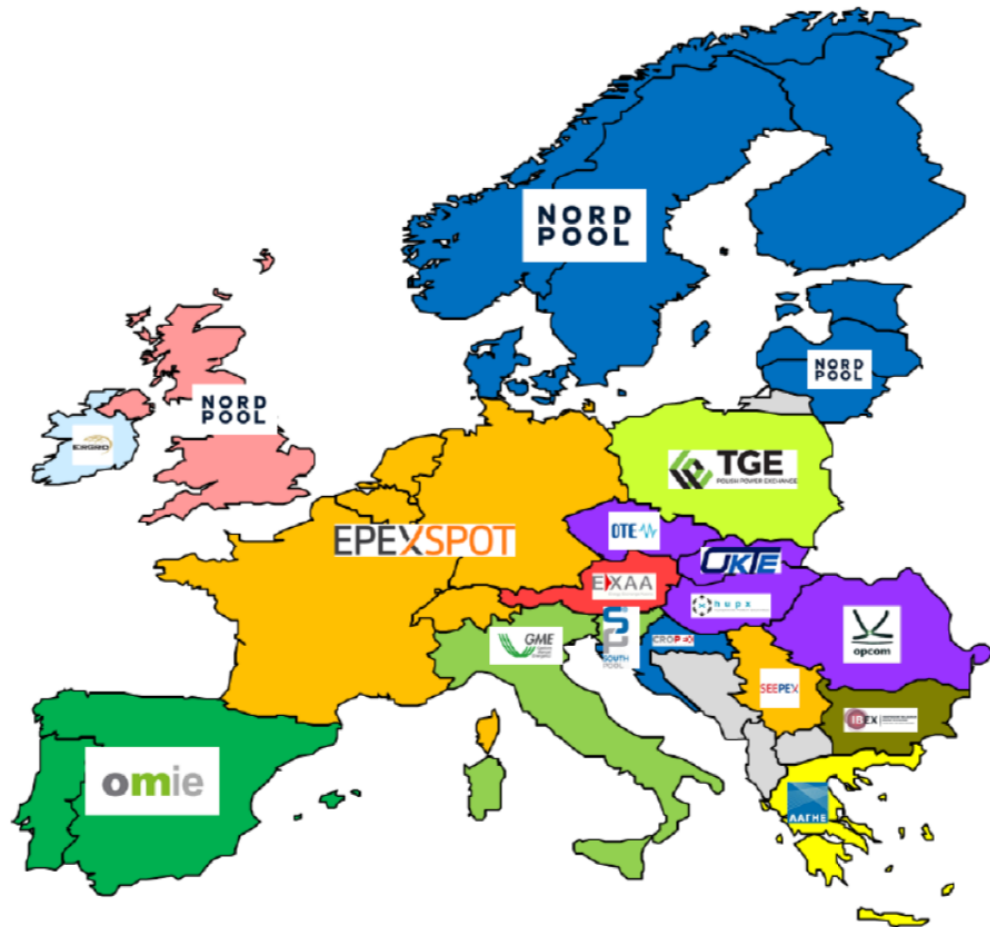 NORD
POOL
NORD
POOL
NORD
POOL
EIRGRID
TGE
POLISH POWER EXCHANGE
EPEXSPOT
OTE
OKTE
EXAA
hupx
GME
SOUTH
POOL
CROPEX
opcom
SEEPEX
IBEX
omie
ΛΑΓΗΕ